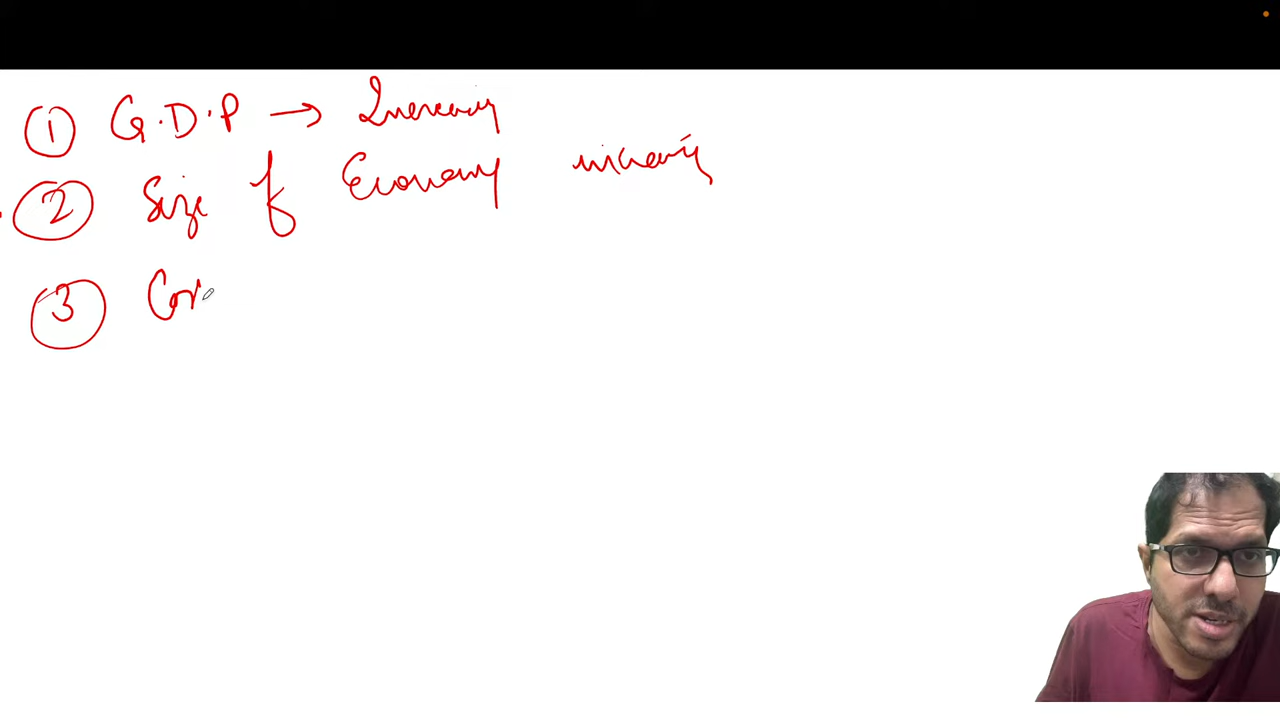 ① G.D.P → Increasing
② Size of Economy increasing
③ Cor